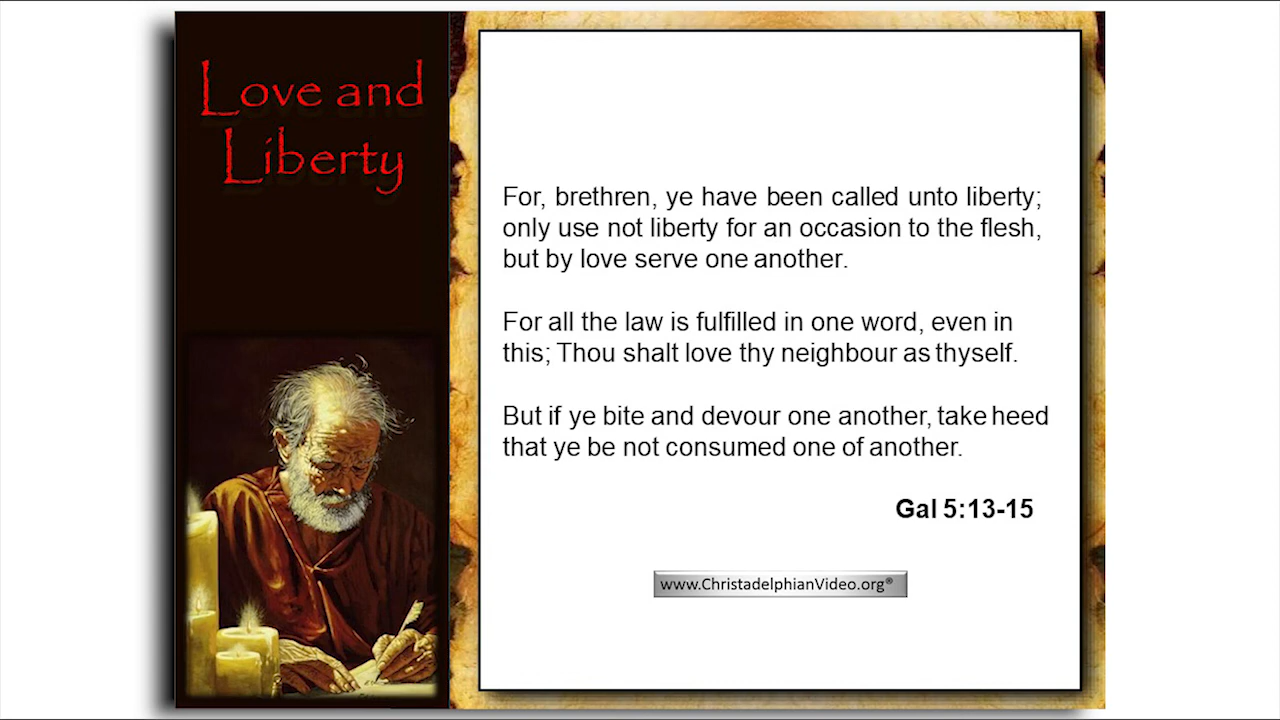 Love and
Liberty
For, brethren, ye have been called unto liberty;
only use not liberty for an occasion to the flesh,
but by love serve one another.
For all the law is fulfilled in one word, even in
this; Thou shalt love thy neighbour as thyself.
But if ye bite and devour one another, take heed
that ye be not consumed one of another.
Gal 5:13-15
www.ChristadelphianVideo.org®